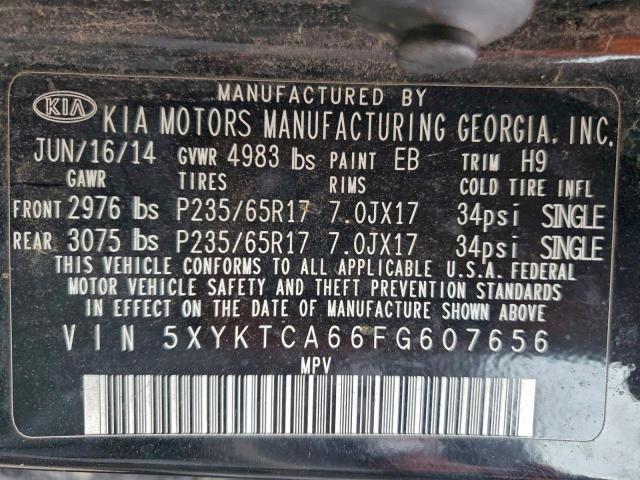 MANUFACTURED BY
KIA KIA MOTORS MANUFACTURING GEORGIA, INC.
JUN/16/14 GVWR 4983 lbs PAINT EB TRIM H9
GAWR TIRES RIMS COLD TIRE INFL
FRONT 2976 lbs P235/65R17 7.0JX17 34psi SINGLE
REAR 3075 lbs P235/65R17 7.0JX17 34psi SINGLE
THIS VEHICLE CONFORMS TO ALL APPLICABLE U.S.A. FEDERAL
MOTOR VEHICLE SAFETY AND THEFT PREVENTION STANDARDS
IN EFFECT ON THE DATE OF MANUFACTURE SHOWN ABOVE
VIN 5XYKTCA66FG607656
MPV